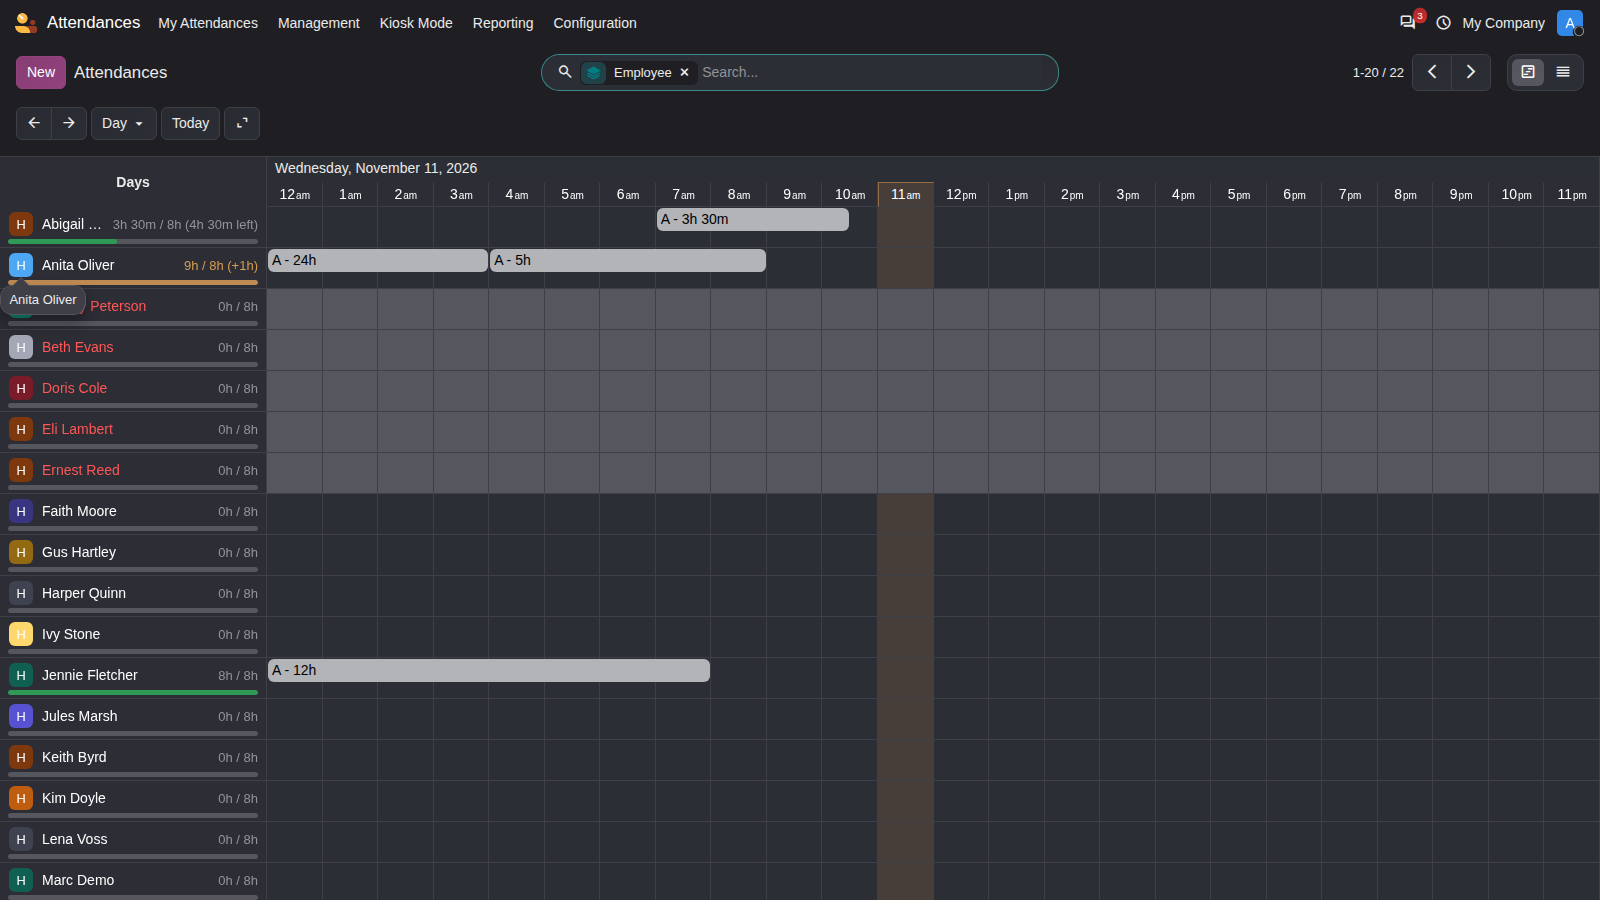 Attendances My Attendances Management Kiosk Mode Reporting Configuration 3 My Company A
New Attendances Employee × Search... 1-20 / 22
Day Today
Days Wednesday, November 11, 2026
12am 1am 2am 3am 4am 5am 6am 7am 8am 9am 10am 11am 12pm 1pm 2pm 3pm 4pm 5pm 6pm 7pm 8pm 9pm 10pm 11pm
H Abigail ... 3h 30m / 8h (4h 30m left) A - 3h 30m
H Anita Oliver 9h / 8h (+1h) A - 24h A - 5h
Anita Oliver
Peterson 0h / 8h
H Beth Evans 0h / 8h
H Doris Cole 0h / 8h
H Eli Lambert 0h / 8h
H Ernest Reed 0h / 8h
H Faith Moore 0h / 8h
H Gus Hartley 0h / 8h
H Harper Quinn 0h / 8h
H Ivy Stone 0h / 8h
H Jennie Fletcher 8h / 8h A - 12h
H Jules Marsh 0h / 8h
H Keith Byrd 0h / 8h
H Kim Doyle 0h / 8h
H Lena Voss 0h / 8h
H Marc Demo 0h / 8h